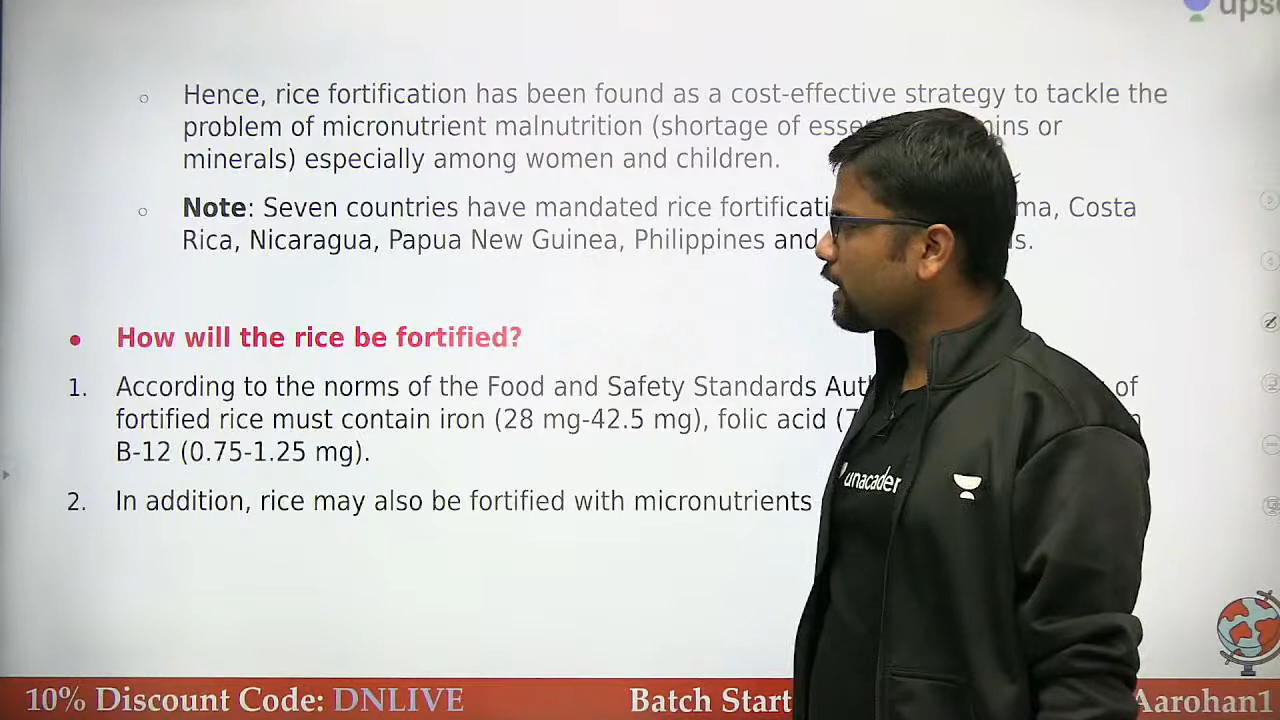 upsc
Hence, rice fortification has been found as a cost-effective strategy to tackle the
problem of micronutrient malnutrition (shortage of or
minerals) especially among women and children.
Note: Seven countries have mandated rice Costa
Rica, Nicaragua, Papua New Guinea, Philippines and
How will the rice be fortified?
1. According to the norms of the Food and Safety Standards of
fortified rice must contain iron (28 mg-42.5 mg), folic acid
B-12 (0.75-1.25 mg).
2. In addition, rice may also be fortified with micronutrients
unacader
10% Discount Code: DNLIVE Batch Start Aarohan1